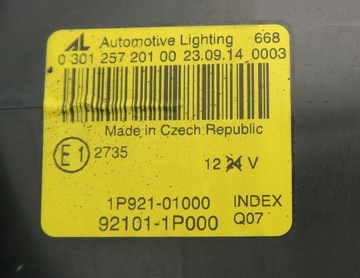 AL Automotive Lighting 668
0 301 257 201 00 23.09.14 0003
Made in Czech Republic
E1 2735
12 24 V
1P921-01000 INDEX
92101-1P000 Q07